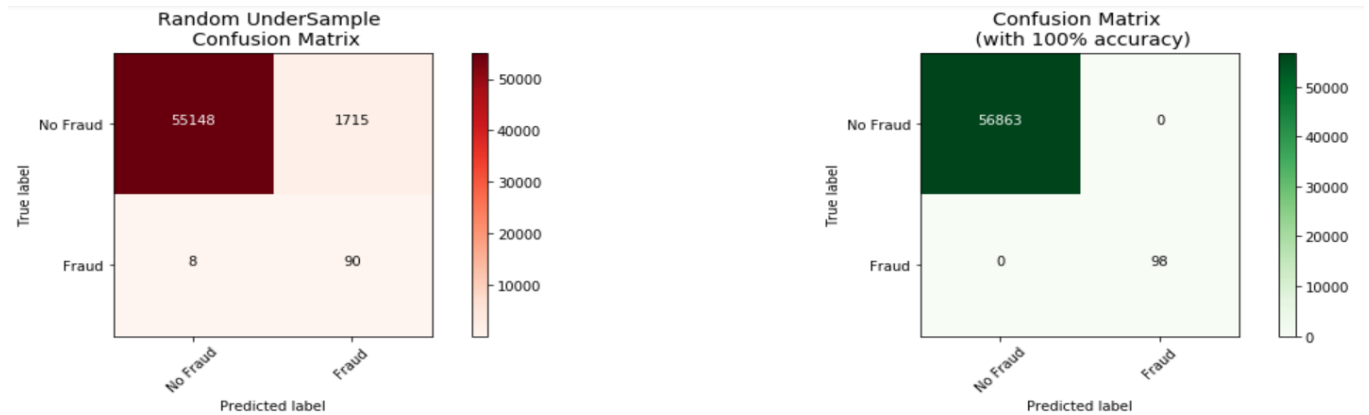 Random UnderSample
Confusion Matrix
No Fraud
Fraud
True label
55148
1715
8
90
No Fraud
Fraud
Predicted label
50000
40000
30000
20000
10000
Confusion Matrix
(with 100% accuracy)
No Fraud
Fraud
True label
56863
0
0
98
No Fraud
Fraud
Predicted label
50000
40000
30000
20000
10000
0